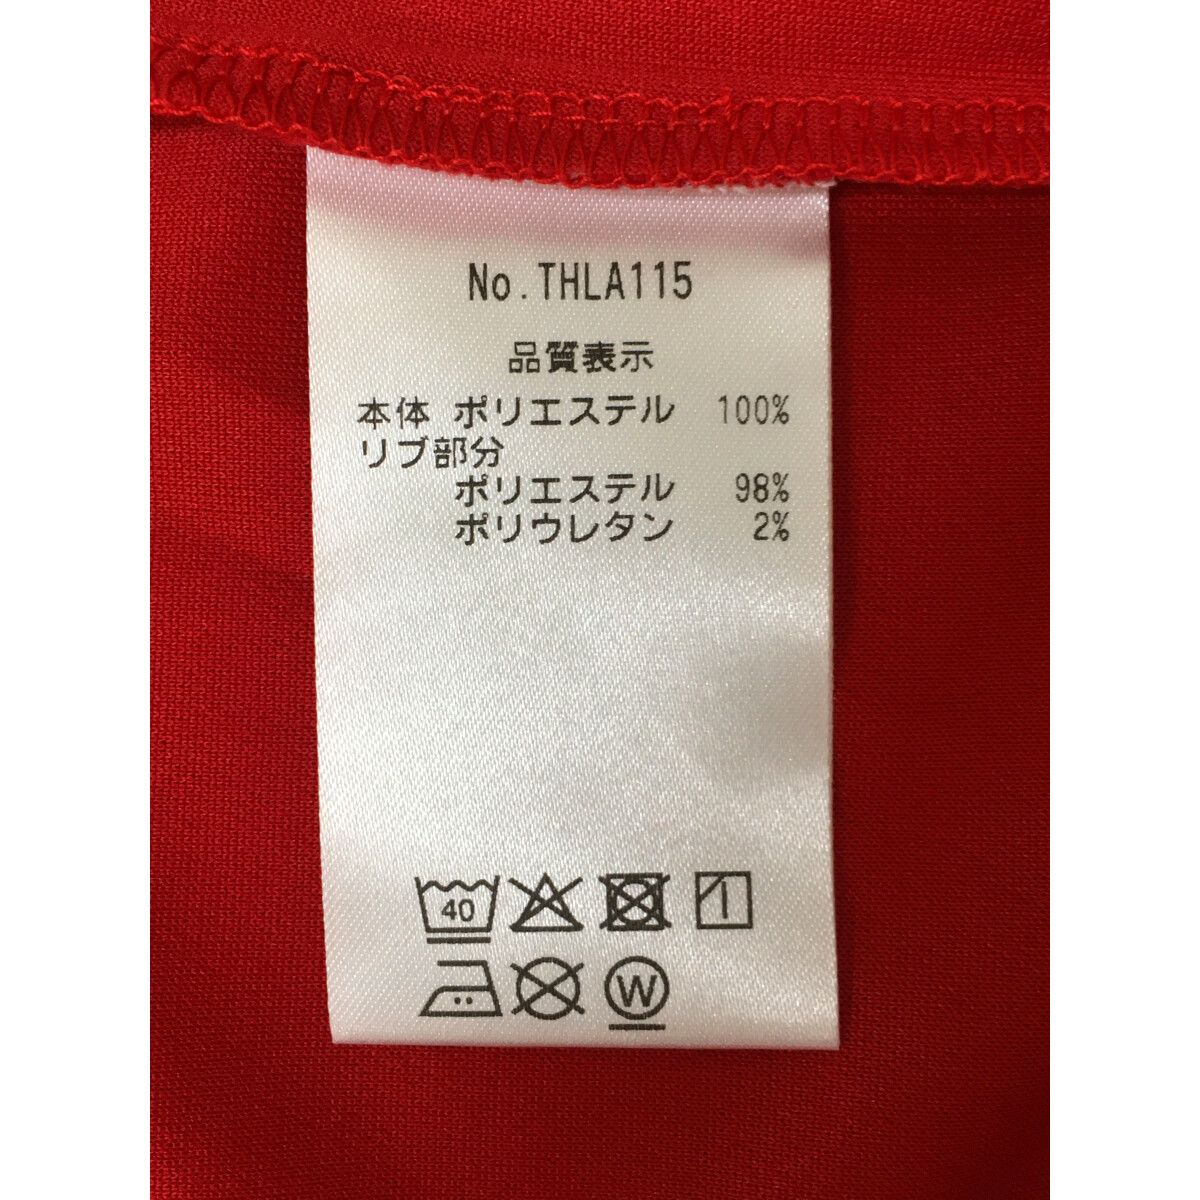 No.THLA115
品質表示
本体 ポリエステル 100%
リブ部分
ポリエステル 98%
ポリウレタン 2%
40
W